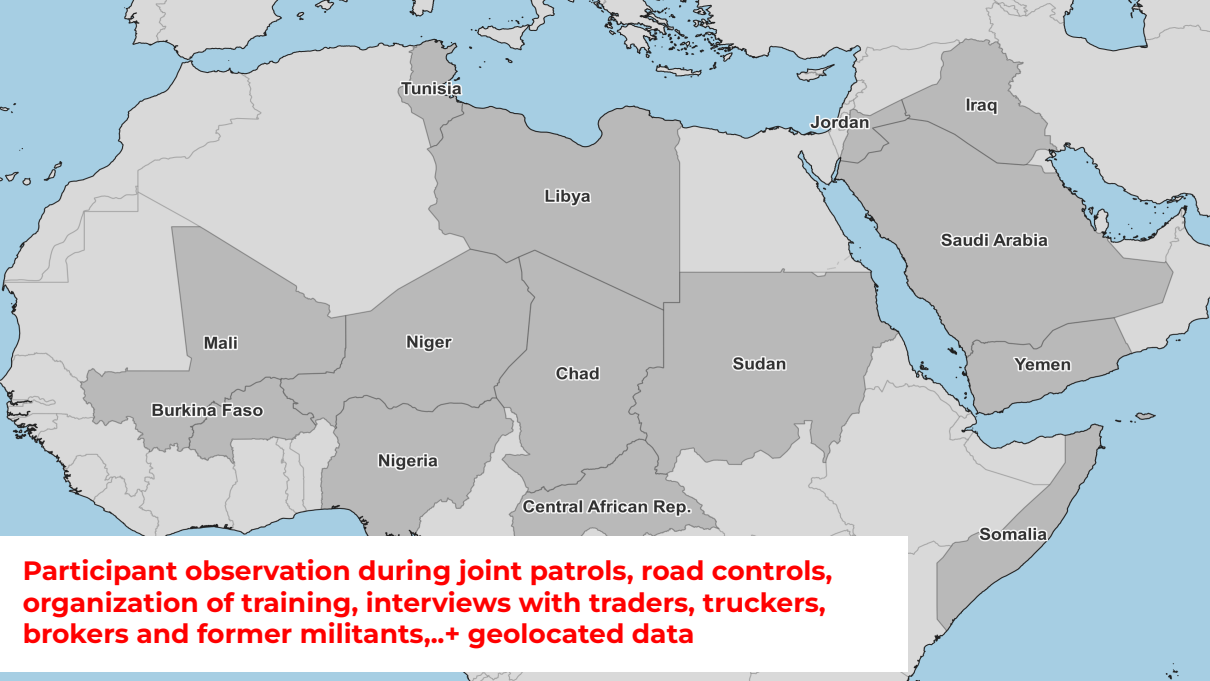 Tunisia
Iraq
Jordan
Libya
Saudi Arabia
Mali
Niger
Chad
Sudan
Yemen
Burkina Faso
Nigeria
Central African Rep.
Somalia
Participant observation during joint patrols, road controls,
organization of training, interviews with traders, truckers,
brokers and former militants,..+ geolocated data